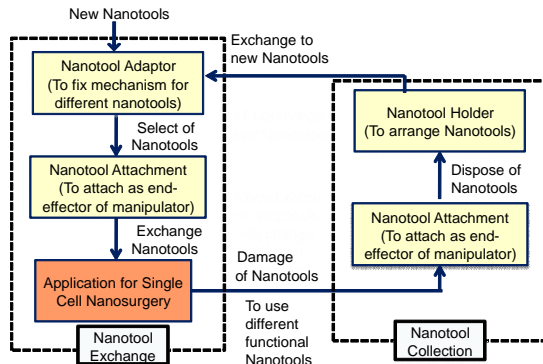 New Nanotools
Nanotool Adaptor
(To fix mechanism for
different nanotools)
Select of
Nanotools
Nanotool Attachment
(To attach as end-
effector of manipulator)
Exchange
Nanotools
Application for Single
Cell Nanosurgery
Nanotool
Exchange
Exchange to
new Nanotools
Damage
of Nanotools
To use
different
functional
Nanotools
Nanotool Holder
(To arrange Nanotools)
Dispose of
Nanotools
Nanotool Attachment
(To attach as end-
effector of manipulator)
Nanotool
Collection